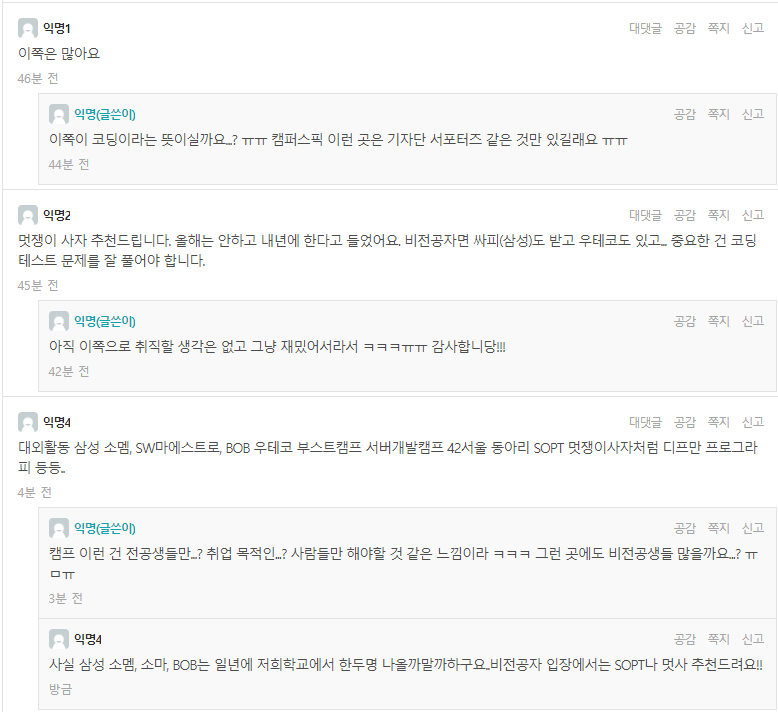 익명1
대댓글 공감 쪽지 신고
이쪽은 많아요
46분 전
익명(글쓴이)
공감 쪽지 신고
이쪽이 코딩이라는 뜻이실까요...? ㅠㅠ 캠퍼스픽 이런 곳은 기자단 서포터즈 같은 것만 있길래요 ㅠㅠ
44분 전
익명2
대댓글 공감 쪽지 신고
멋쟁이 사자 추천드립니다. 올해는 안하고 내년에 한다고 들었어요. 비전공자면 싸피(삼성)도 받고 우테코도 있고... 중요한 건 코딩
테스트 문제를 잘 풀어야 합니다.
45분 전
익명(글쓴이)
공감 쪽지 신고
아직 이쪽으로 취직할 생각은 없고 그냥 재밌어서라서 ㅋㅋㅋㅠㅠ 감사합니당!!!
42분 전
익명4
대댓글 공감 쪽지 신고
대외활동 삼성 소멤, SW마에스트로, BOB 우테코 부스트캠프 서버개발캠프 42서울 동아리 SOPT 멋쟁이사자처럼 디프만 프로그라
피 등등..
4분 전
익명(글쓴이)
공감 쪽지 신고
캠프 이런 건 전공생들만...? 취업 목적인...? 사람들만 해야할 것 같은 느낌이라 ㅋㅋㅋ 그런 곳에도 비전공생들 많을까요...? ㅠ
ㅁㅠ
3분 전
익명4
공감 쪽지 신고
사실 삼성 소멤, 소마, BOB는 일년에 저희학교에서 한두명 나올까말까하구요..비전공자 입장에서는 SOPT나 멋사 추천드려요!!
방금